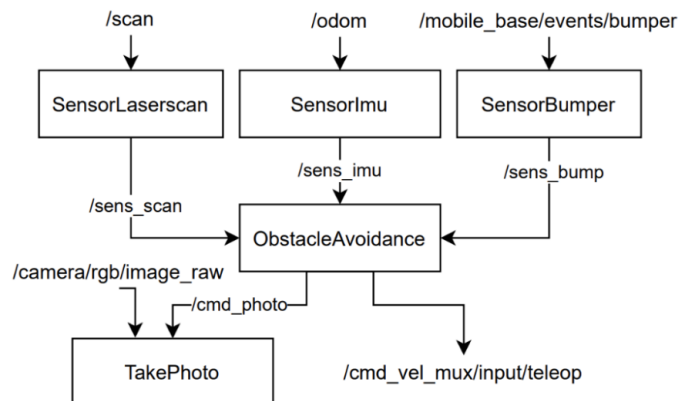 /scan
/odom
/mobile_base/events/bumper
SensorLaserscan
SensorImu
SensorBumper
/sens_imu
/sens_bump
/sens_scan
ObstacleAvoidance
/camera/rgb/image_raw
/cmd_photo
TakePhoto
/cmd_vel_mux/input/teleop